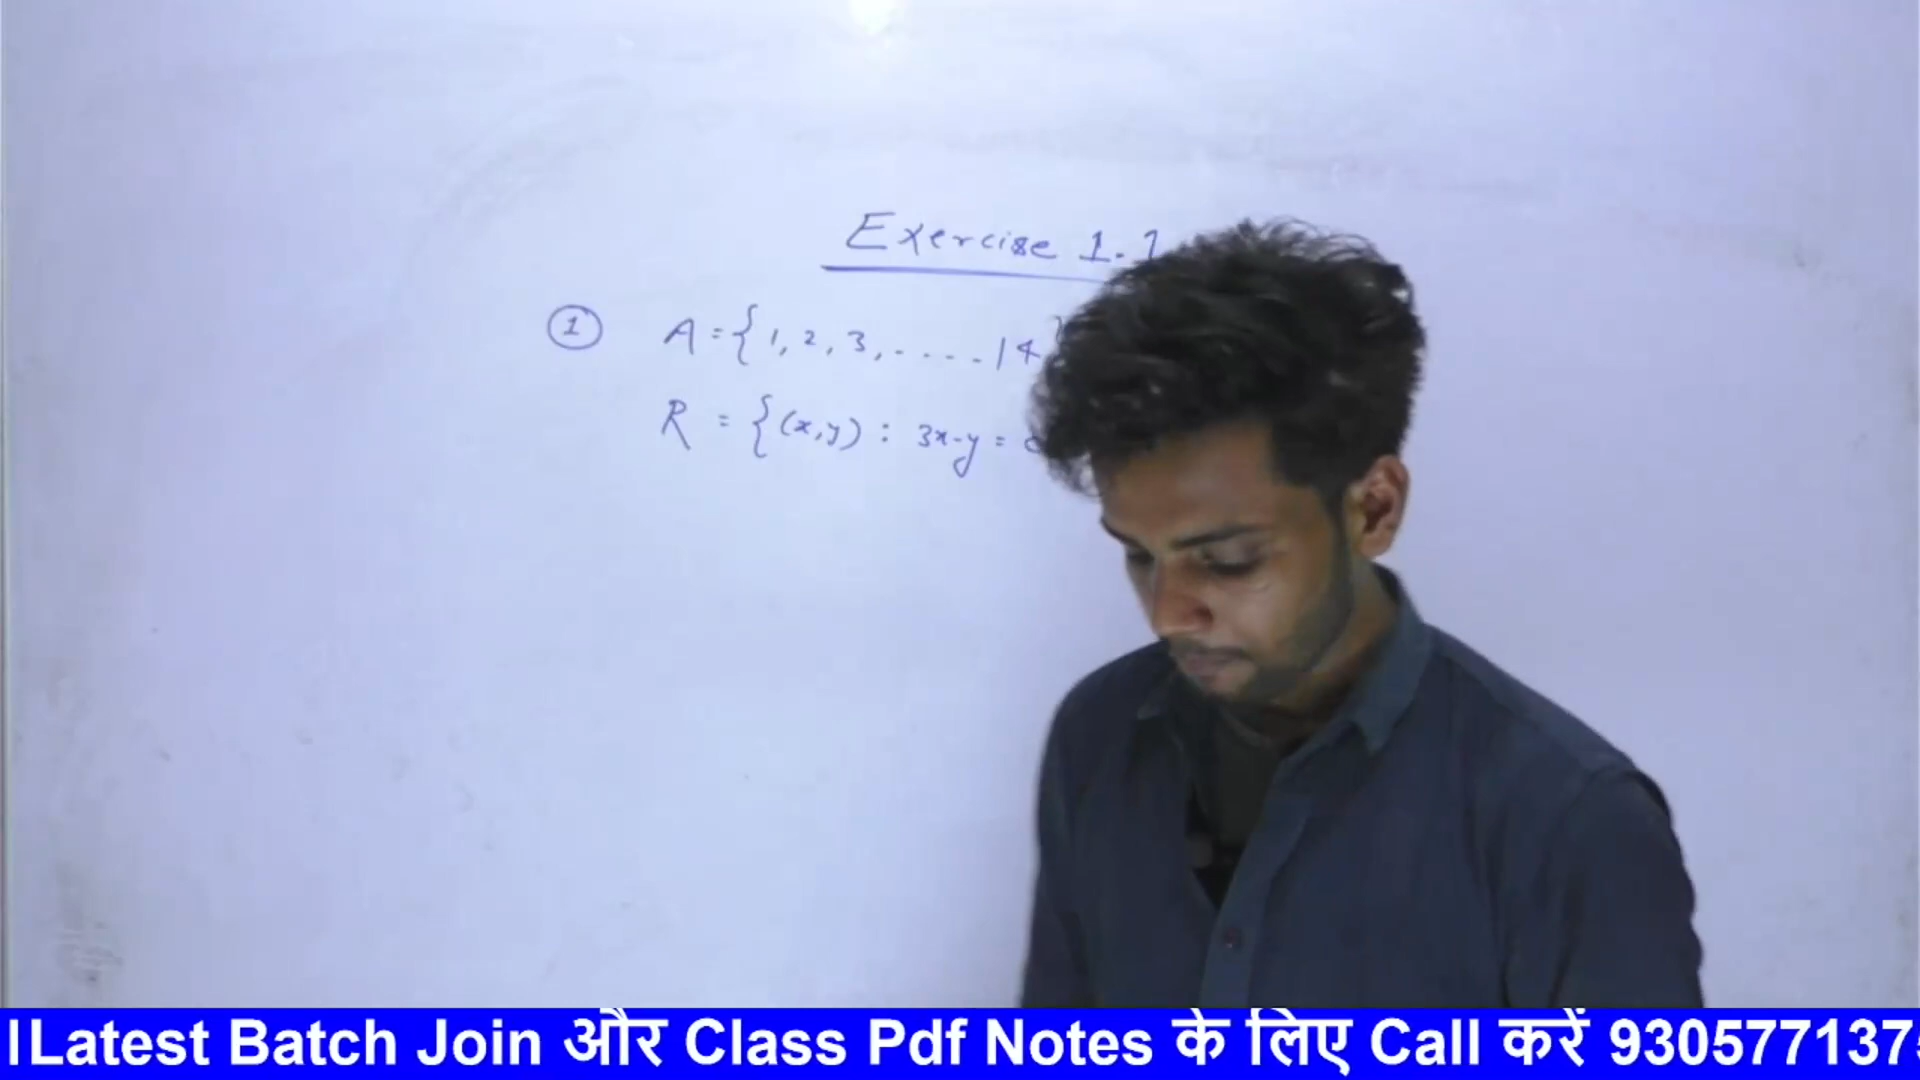 Exercise 1.1
1 A = { 1, 2, 3, ..... 14 }
R = { (x,y) : 3x-y =
Latest Batch Join और Class Pdf Notes के लिए Call करें 930577137